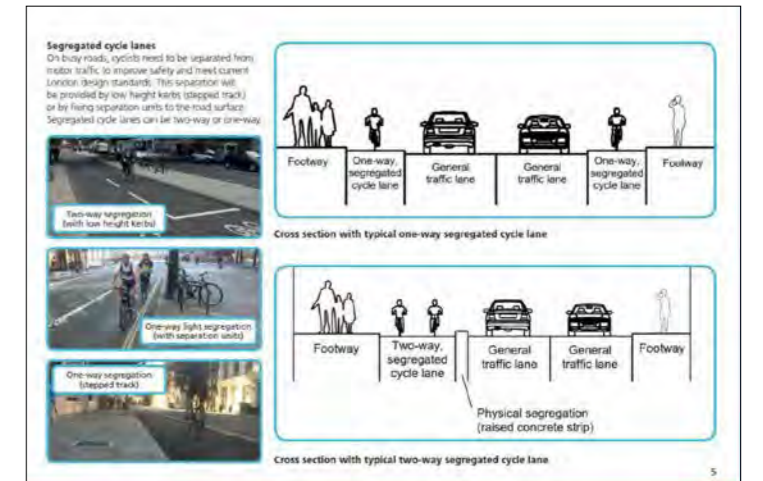 Segregated cycle lanes
On busy roads, cyclists need to be separated from
motor traffic to improve safety and meet current
London design standards. This separation will
be provided by low height kerbs (stepped track)
or by fixing separation units to the road surface.
Segregated cycle lanes can be two-way or one-way.
Two-way segregation
(with low height kerbs)
One-way light segregation
(with separation units)
One-way segregation
(stepped track)
Footway
One-way,
segregated
cycle lane
General
traffic lane
General
traffic lane
One-way,
segregated
cycle lane
Footway
Cross section with typical one-way segregated cycle lane
Footway
Two-way,
segregated
cycle lane
General
traffic lane
General
traffic lane
Footway
Physical segregation
(raised concrete strip)
Cross section with typical two-way segregated cycle lane
5